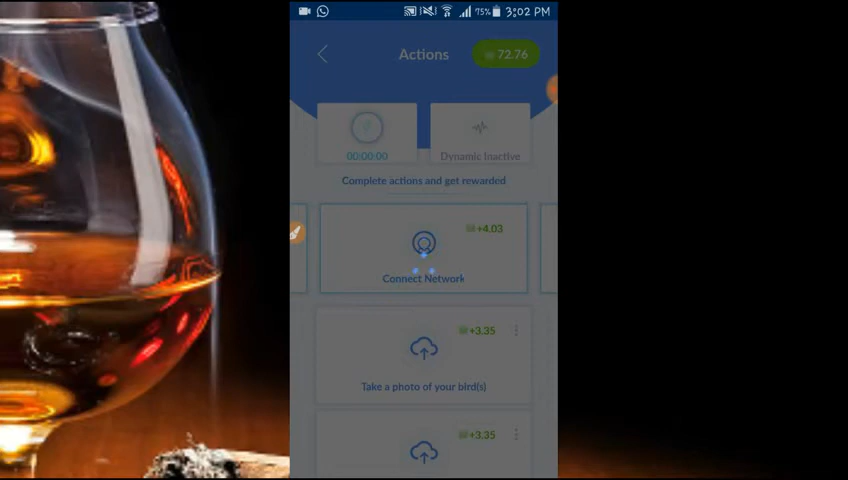 75% 3:02 PM
Actions
72.76
00:00:00
Dynamic Inactive
Complete actions and get rewarded
+4.03
Connect Network
+3.35
Take a photo of your bird(s)
+3.35